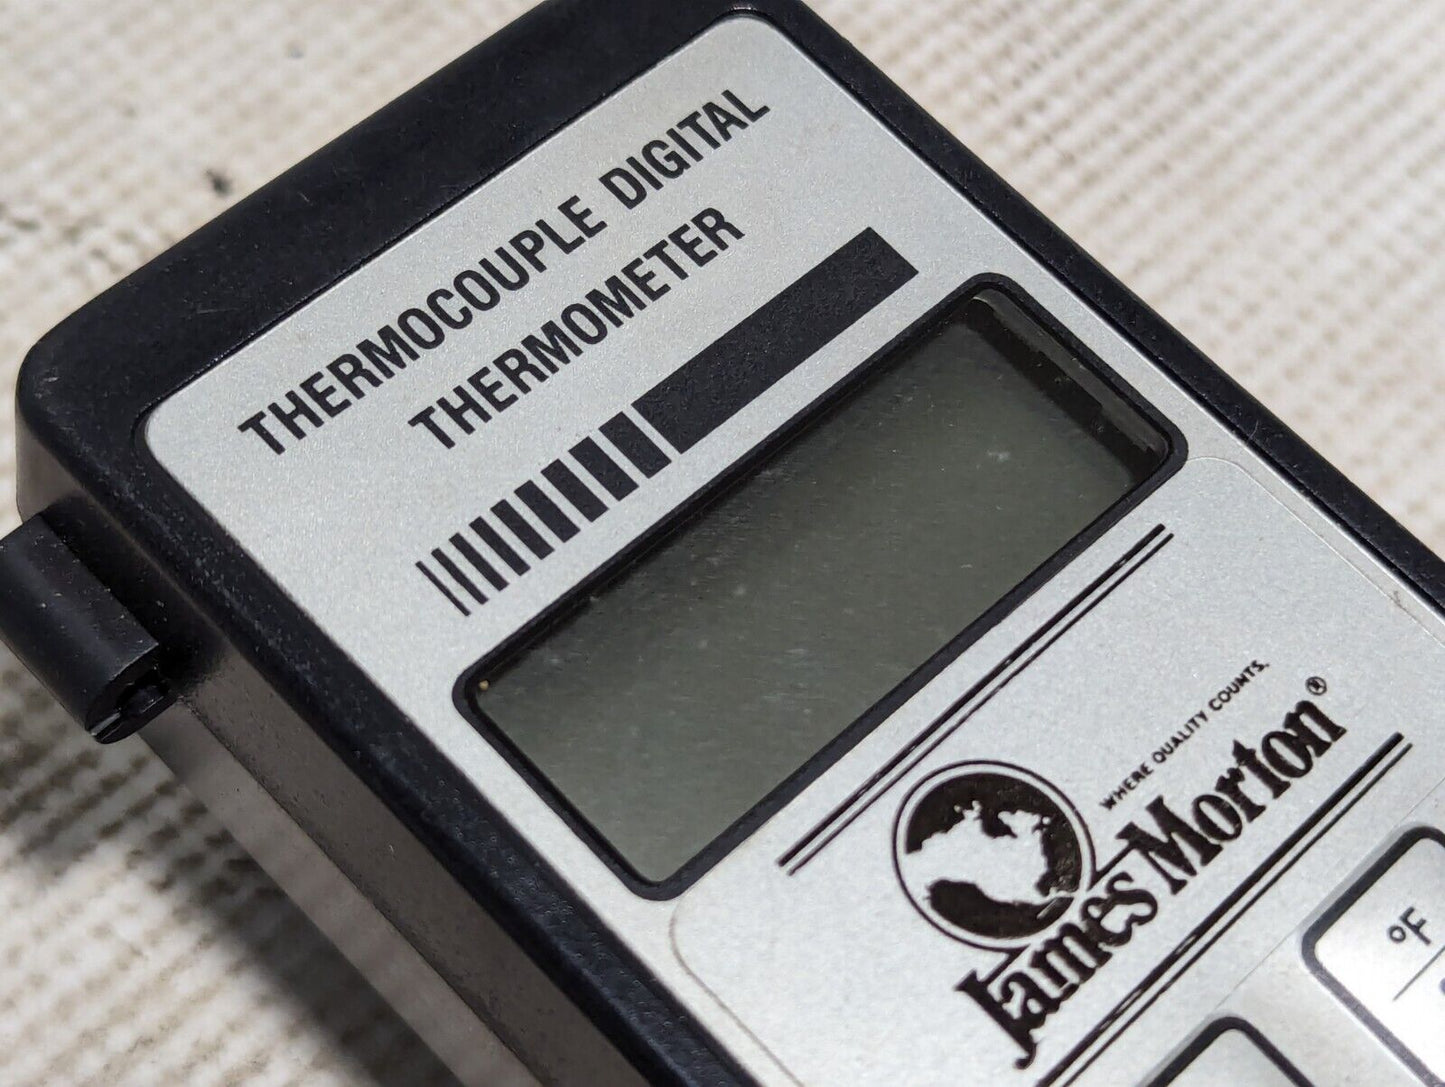 THERMOCOUPLE DIGITAL
THERMOMETER
WHERE QUALITY COUNTS.
James Morton®
°F